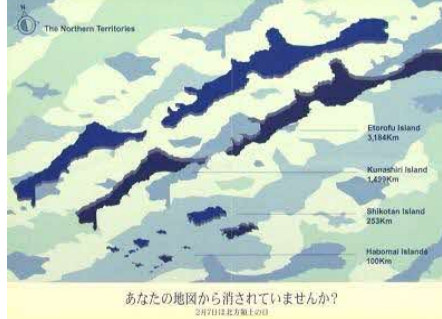 N
The Northern Territories
Etorofu Island
3,184Km
Kunashiri Island
1,499Km
Shikotan Island
253Km
Habomai Islands
100Km
あなたの地図から消されていませんか?
2月7日は北方領土の日